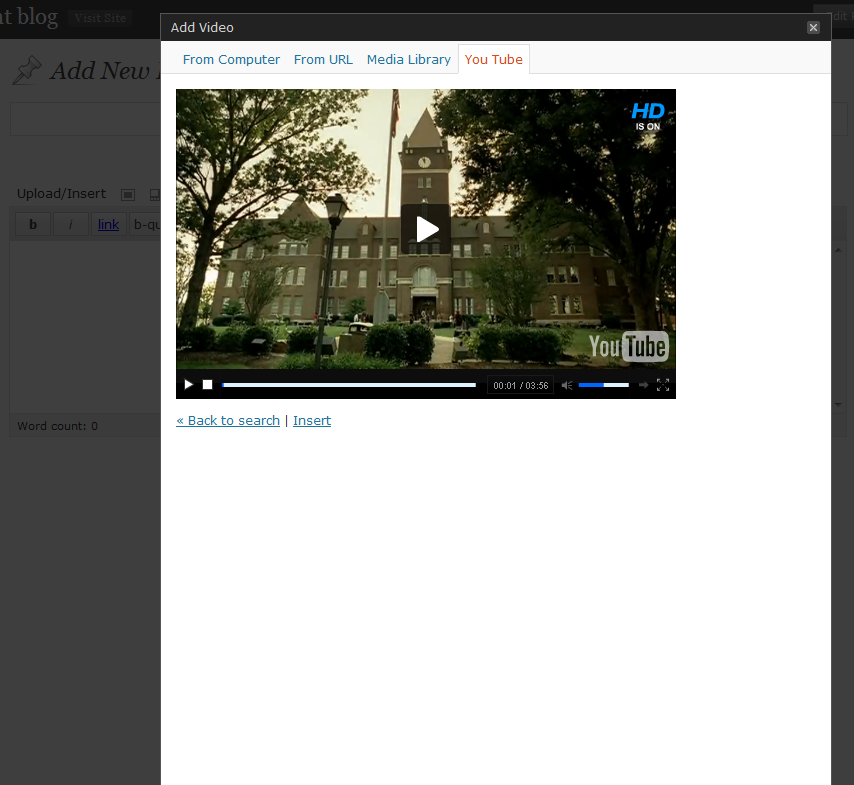 nt blog Visit Site
Add Video
Add New
From Computer From URL Media Library You Tube
HD
IS ON
Upload/Insert
b i link b-qu
YouTube
00:01 / 03:56
Word count: 0
« Back to search | Insert